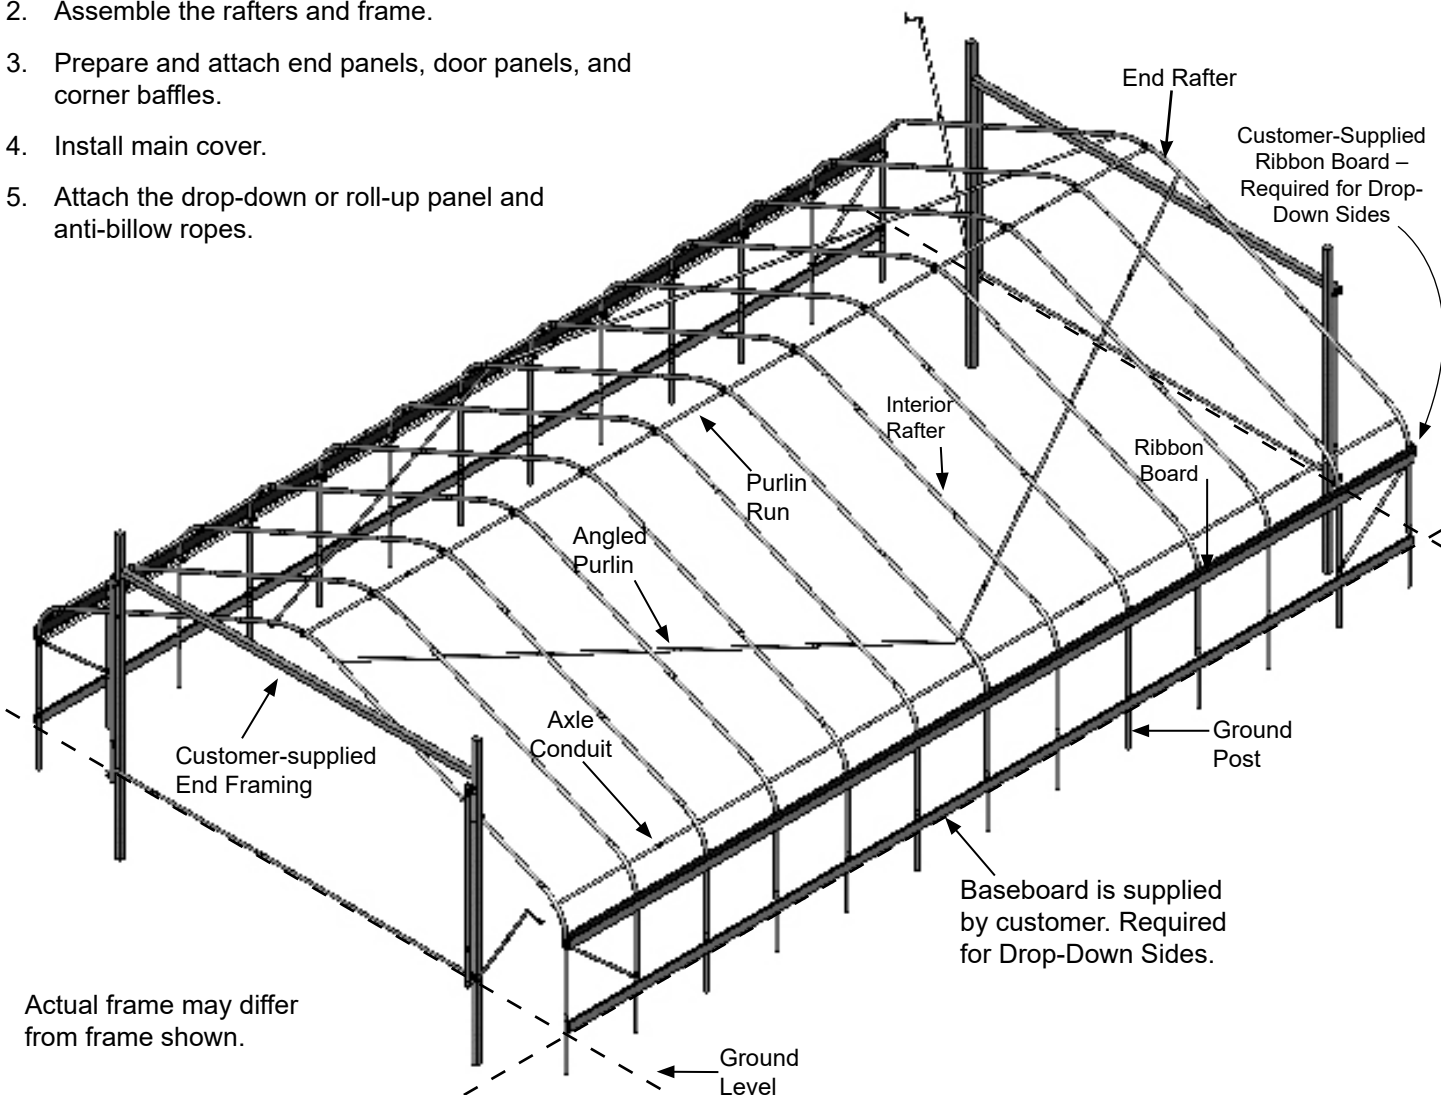 2. Assemble the rafters and frame.
3. Prepare and attach end panels, door panels, and
corner baffles.
4. Install main cover.
5. Attach the drop-down or roll-up panel and
anti-billow ropes.
End Rafter
Customer-Supplied
Ribbon Board –
Required for Drop-
Down Sides
Interior
Rafter
Ribbon
Board
Purlin
Run
Angled
Purlin
Axle
Conduit
Customer-supplied
End Framing
Ground
Post
Baseboard is supplied
by customer. Required
for Drop-Down Sides.
Actual frame may differ
from frame shown.
Ground
Level